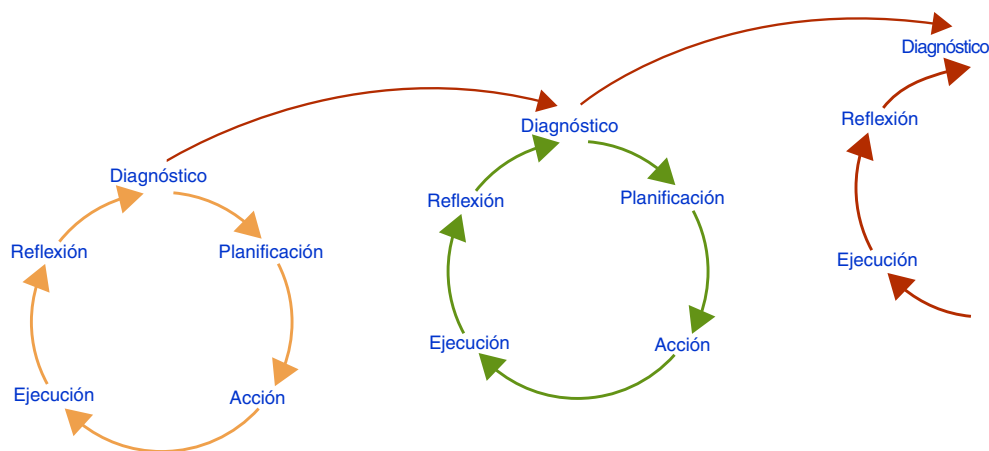 Diagnóstico
Planificación
Acción
Ejecución
Reflexión
Diagnóstico
Planificación
Acción
Ejecución
Reflexión
Diagnóstico
Reflexión
Ejecución